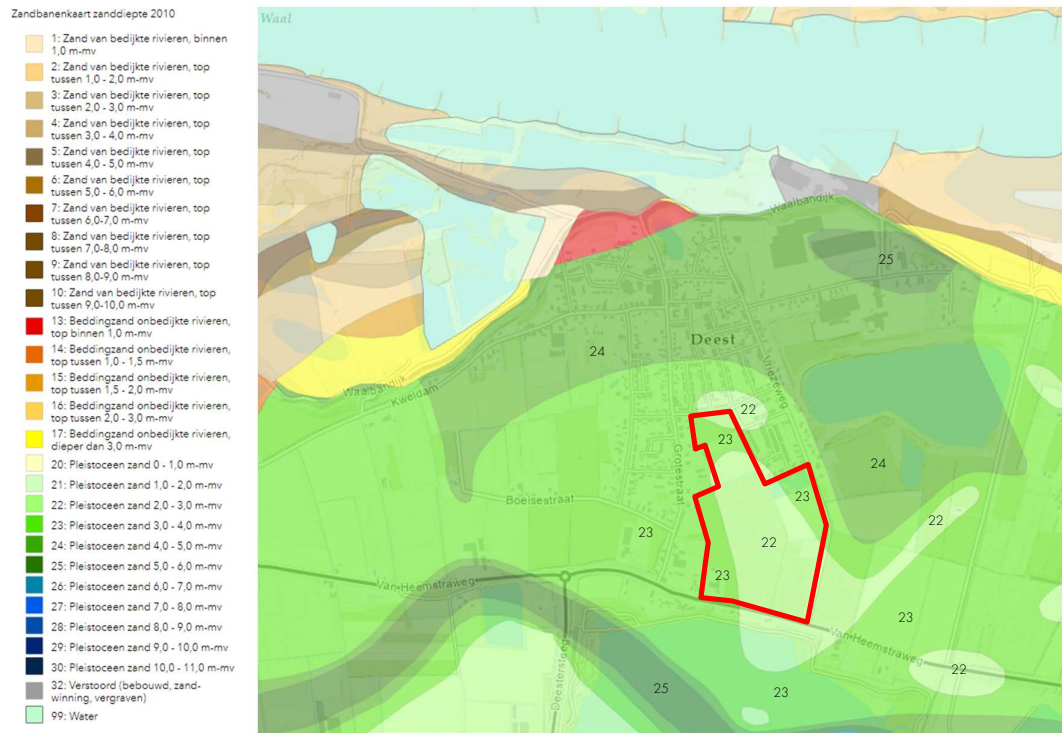 Zandbanenkaart zanddiepte 2010
1: Zand van bedijkte rivieren, binnen
1,0 m-mv
2: Zand van bedijkte rivieren, top
tussen 1,0 - 2,0 m-mv
3: Zand van bedijkte rivieren, top
tussen 2,0 - 3,0 m-mv
4: Zand van bedijkte rivieren, top
tussen 3,0 - 4,0 m-mv
5: Zand van bedijkte rivieren, top
tussen 4,0 - 5,0 m-mv
6: Zand van bedijkte rivieren, top
tussen 5,0 - 6,0 m-mv
7: Zand van bedijkte rivieren, top
tussen 6,0-7,0 m-mv
8: Zand van bedijkte rivieren, top
tussen 7,0-8,0 m-mv
9: Zand van bedijkte rivieren, top
tussen 8,0-9,0 m-mv
10: Zand van bedijkte rivieren, top
tussen 9,0-10,0 m-mv
13: Beddingzand onbedijkte rivieren,
top binnen 1,0 m-mv
14: Beddingzand onbedijkte rivieren,
top tussen 1,0 - 1,5 m-mv
15: Beddingzand onbedijkte rivieren,
top tussen 1,5 - 2,0 m-mv
16: Beddingzand onbedijkte rivieren,
top tussen 2,0 - 3,0 m-mv
17: Beddingzand onbedijkte rivieren,
dieper dan 3,0 m-mv
20: Pleistoceen zand 0 - 1,0 m-mv
21: Pleistoceen zand 1,0 - 2,0 m-mv
22: Pleistoceen zand 2,0 - 3,0 m-mv
23: Pleistoceen zand 3,0 - 4,0 m-mv
24: Pleistoceen zand 4,0 - 5,0 m-mv
25: Pleistoceen zand 5,0 - 6,0 m-mv
26: Pleistoceen zand 6,0 - 7,0 m-mv
27: Pleistoceen zand 7,0 - 8,0 m-mv
28: Pleistoceen zand 8,0 - 9,0 m-mv
29: Pleistoceen zand 9,0 - 10,0 m-mv
30: Pleistoceen zand 10,0 - 11,0 m-mv
32: Verstoord (bebouwd, zand-
winning, vergraven)
99: Water
Waal
Waalbandijk
25
Deest
24
Waalbandijk
Kweldam
Vriezeweg
22
23
Grotestraat
24
Boeisestraat
23
22
23
22
23
Van-Heemstraweg
23
Van-Heemstraweg
22
Deestersteeg
25
23